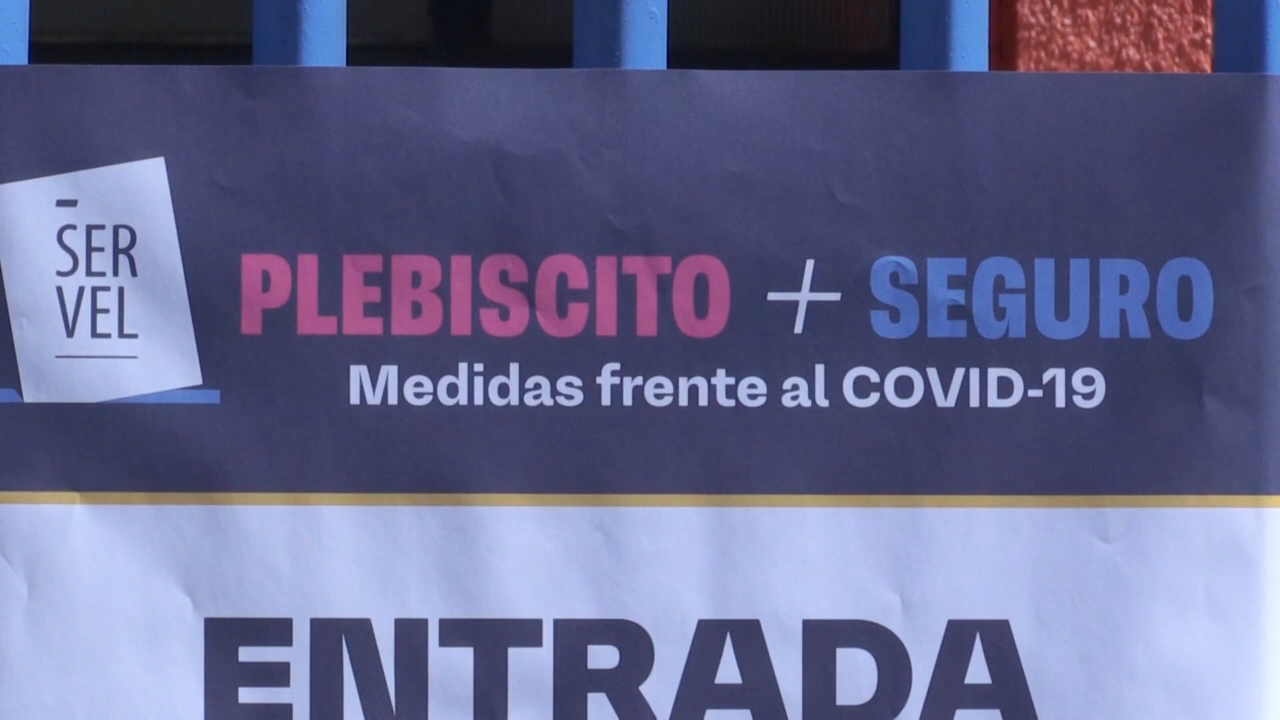 SER
VEL
PLEBISCITO + SEGURO
Medidas frente al COVID-19
ENTRADA